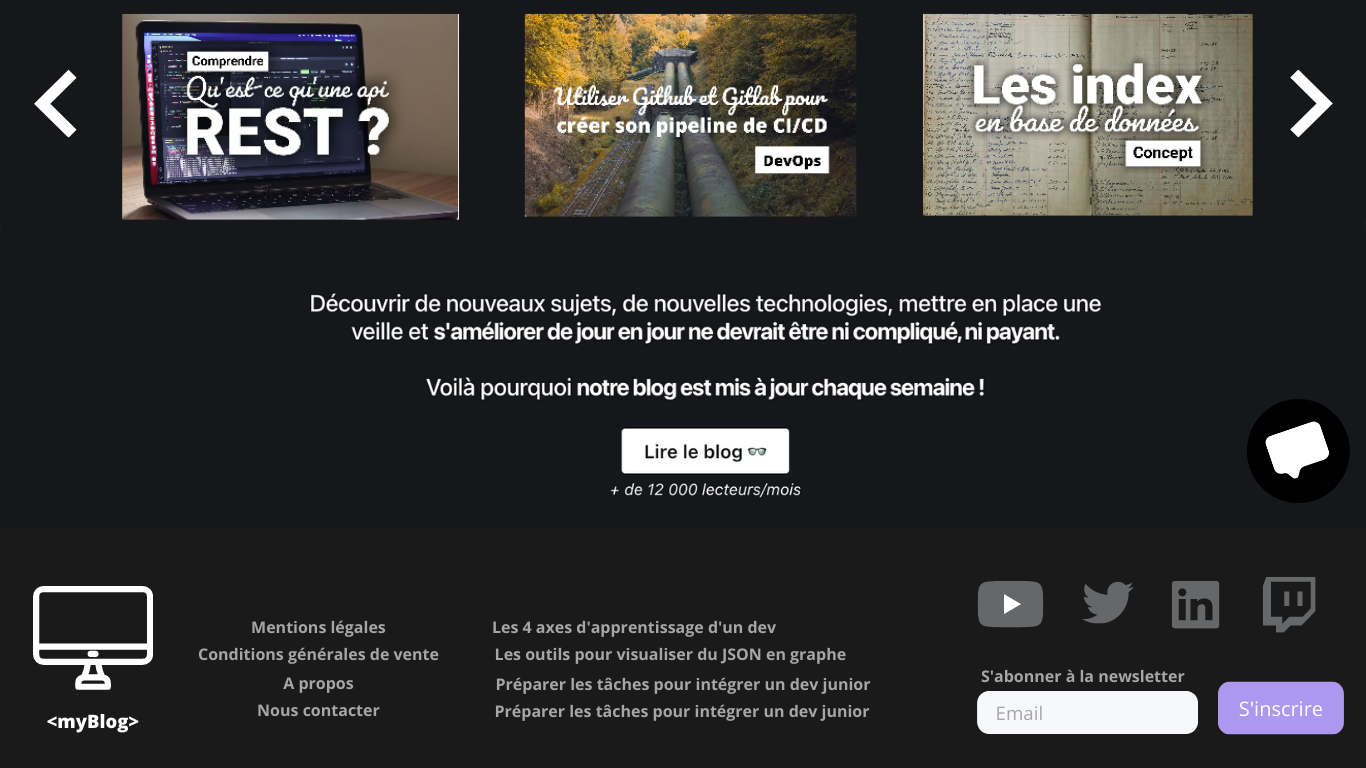 Comprendre
Qu'est-ce qu'une api
REST ?
Utiliser Github et Gitlab pour
créer son pipeline de CI/CD
DevOps
Les index
en base de données
Concept
Découvrir de nouveaux sujets, de nouvelles technologies, mettre en place une
veille et s'améliorer de jour en jour ne devrait être ni compliqué, ni payant.
Voilà pourquoi notre blog est mis à jour chaque semaine !
Lire le blog 👓
+ de 12 000 lecteurs/mois
<myBlog>
Mentions légales
Conditions générales de vente
A propos
Nous contacter
Les 4 axes d'apprentissage d'un dev
Les outils pour visualiser du JSON en graphe
Préparer les tâches pour intégrer un dev junior
Préparer les tâches pour intégrer un dev junior
in
S'abonner à la newsletter
Email
S'inscrire